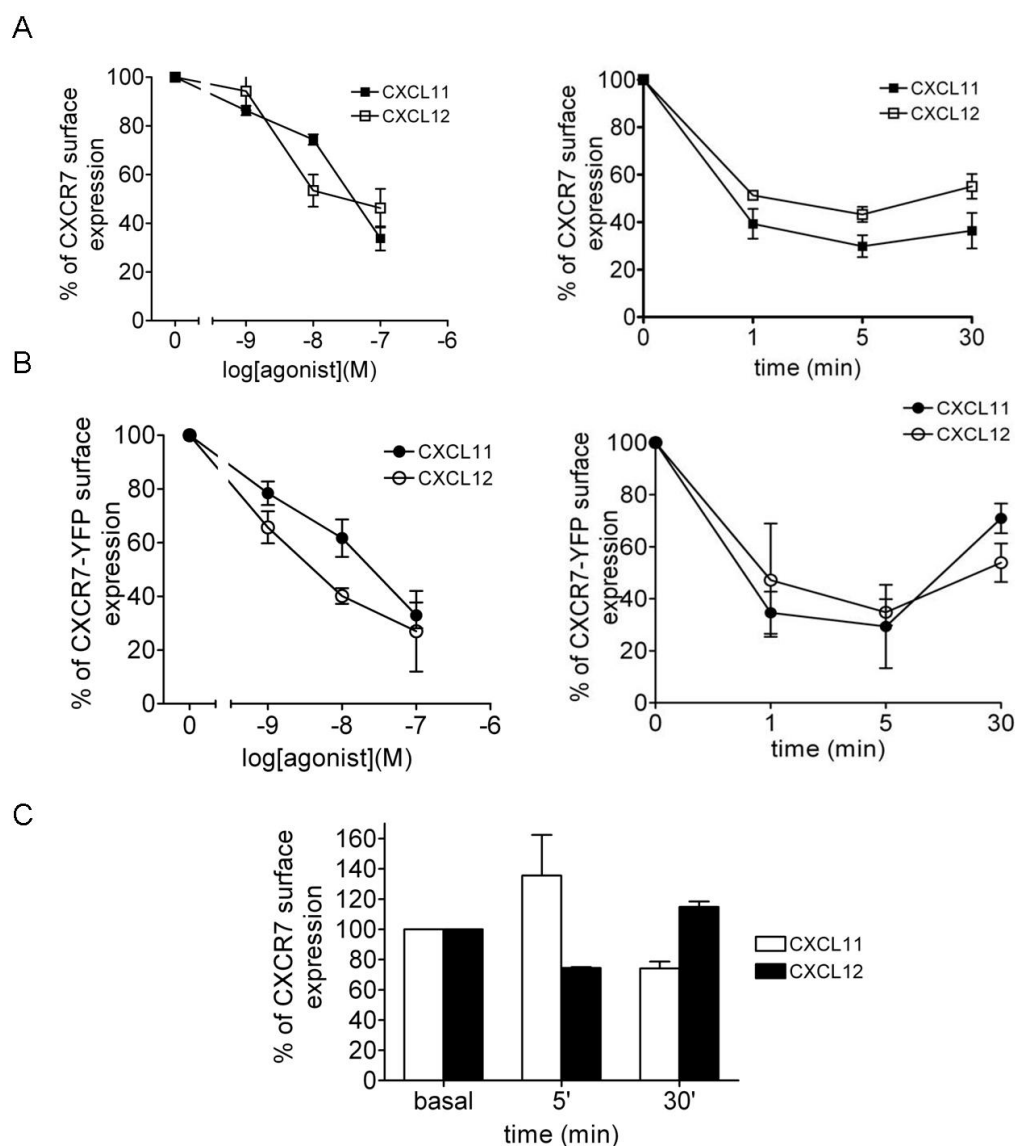 A
% of CXCR7 surface
expression
100
80
60
40
20
0
0
-9
-8
-7
-6
log[agonist](M)
CXCL11
CXCL12
% of CXCR7 surface
expression
100
80
60
40
20
0
0
1
5
30
time (min)
CXCL11
CXCL12
B
% of CXCR7-YFP surface
expression
100
80
60
40
20
0
0
-9
-8
-7
-6
log[agonist](M)
CXCL11
CXCL12
% of CXCR7-YFP surface
expression
100
80
60
40
20
0
0
1
5
30
time (min)
CXCL11
CXCL12
C
% of CXCR7 surface
expression
160
140
120
100
80
60
40
20
0
basal
5'
30'
time (min)
CXCL11
CXCL12